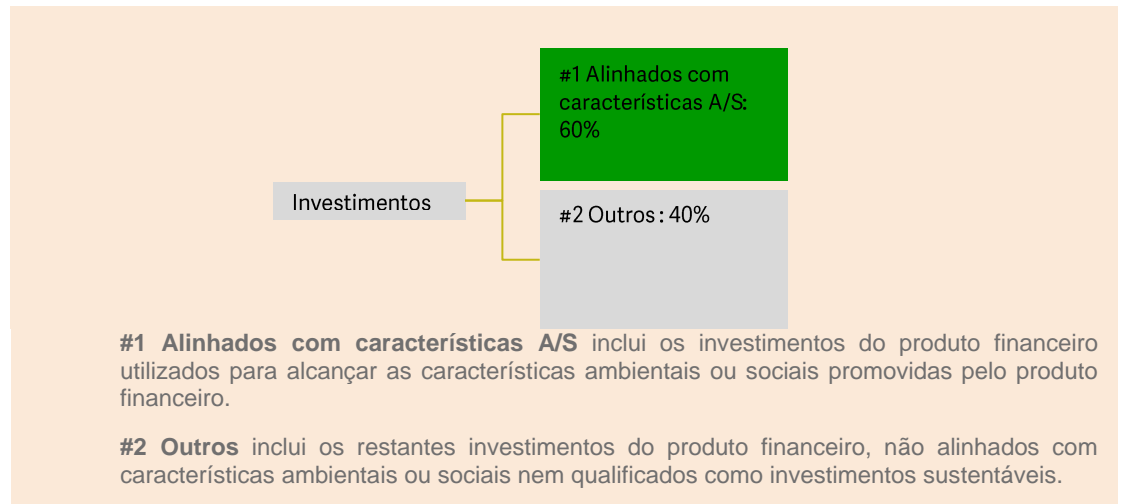 #1 Alinhados com
características A/S:
60%
Investimentos
#2 Outros : 40%
#1 Alinhados com características A/S inclui os investimentos do produto financeiro
utilizados para alcançar as características ambientais ou sociais promovidas pelo produto
financeiro.
#2 Outros inclui os restantes investimentos do produto financeiro, não alinhados com
características ambientais ou sociais nem qualificados como investimentos sustentáveis.